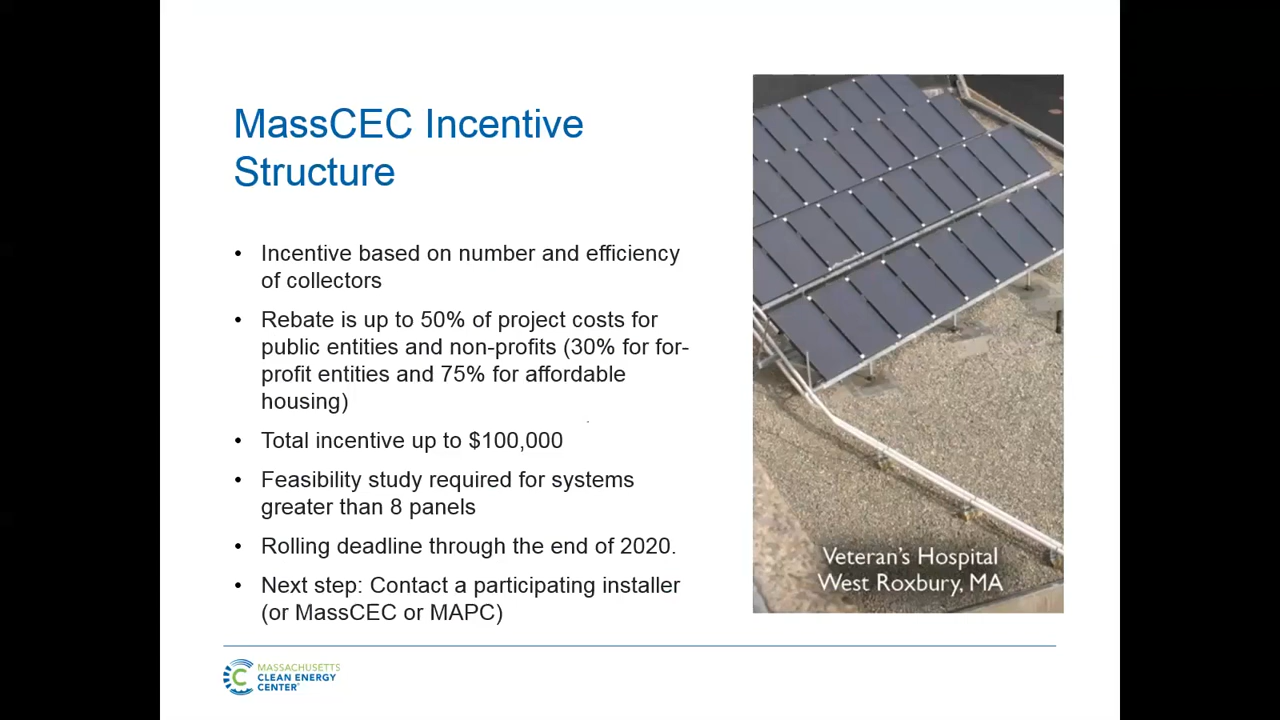 MassCEC Incentive
Structure
• Incentive based on number and efficiency
of collectors
• Rebate is up to 50% of project costs for
public entities and non-profits (30% for for-
profit entities and 75% for affordable
housing)
• Total incentive up to $100,000
• Feasibility study required for systems
greater than 8 panels
• Rolling deadline through the end of 2020.
• Next step: Contact a participating installer
(or MassCEC or MAPC)
Veteran's Hospital
West Roxbury, MA
MASSACHUSETTS
CLEAN ENERGY
CENTER